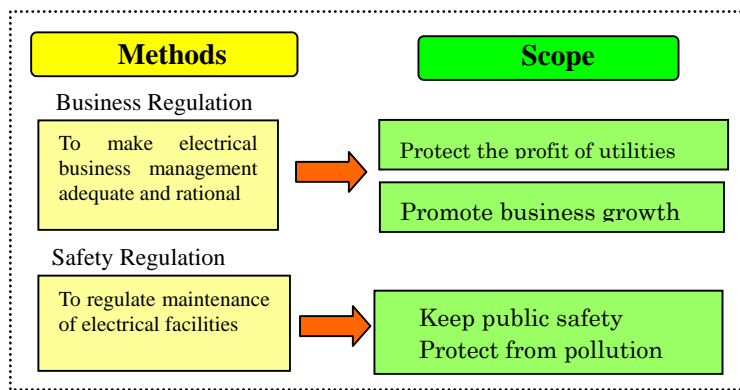 Methods
Scope
Business Regulation
To make electrical
business management
adequate and rational
Protect the profit of utilities
Promote business growth
Safety Regulation
To regulate maintenance
of electrical facilities
Keep public safety
Protect from pollution